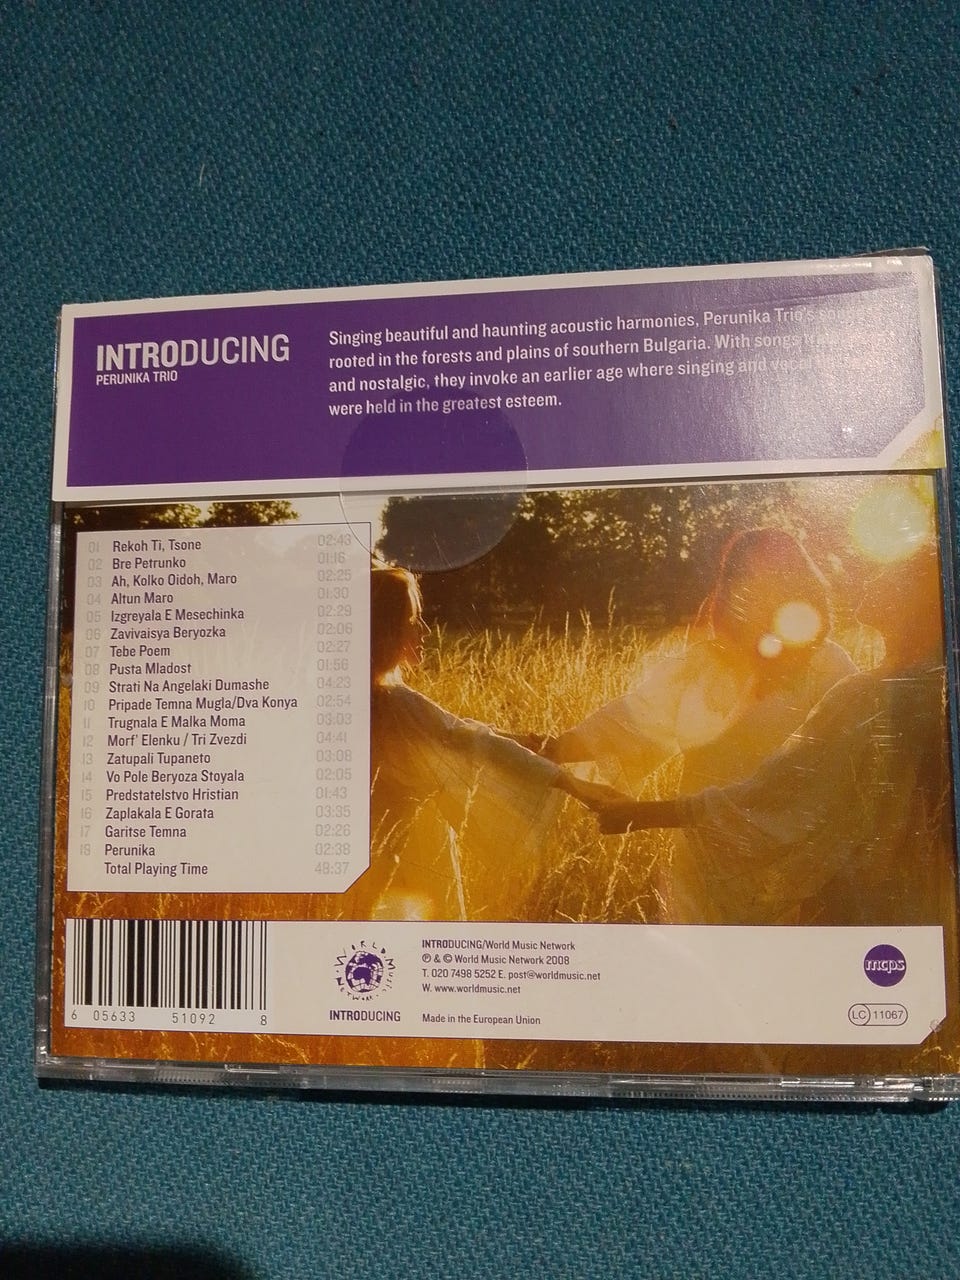 INTRODUCING
PERUNIKA TRIO
Singing beautiful and haunting acoustic harmonies, Perunika Trio's
rooted in the forests and plains of southern Bulgaria. With songs
and nostalgic, they invoke an earlier age where singing and
were held in the greatest esteem.
01 Rekoh Ti, Tsone 02:43
02 Bre Petrunko 01:16
03 Ah, Kolko Oidoh, Maro 02:25
04 Altun Maro 01:30
05 Izgreyala E Mesechinka 02:29
06 Zavivaisya Beryozka 02:06
07 Tebe Poem 02:27
08 Pusta Mladost 01:56
09 Strati Na Angelaki Dumashe 04:23
10 Pripade Temna Mugla/Dva Konya 02:54
11 Trugnala E Malka Moma 03:03
12 Morf' Elenku / Tri Zvezdi 04:41
13 Zatupali Tupaneto 03:08
14 Vo Pole Beryoza Stoyala 02:05
15 Predstatelstvo Hristian 01:43
16 Zaplakala E Gorata 03:35
17 Garitse Temna 02:26
18 Perunika 02:38
Total Playing Time 48:37
6 05633 51092 8
WORLD MUSIC NETWORK
INTRODUCING
INTRODUCING/World Music Network
℗ & © World Music Network 2008
T. 020 7498 5252 E. post@worldmusic.net
W. www.worldmusic.net
Made in the European Union
mcps
LC 11067